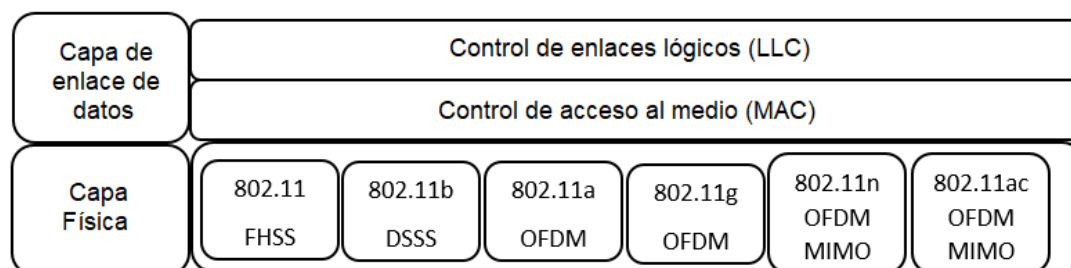 Capa de
enlace de
datos
Control de enlaces lógicos (LLC)
Control de acceso al medio (MAC)
Capa
Física
802.11
FHSS
802.11b
DSSS
802.11a
OFDM
802.11g
OFDM
802.11n
OFDM
MIMO
802.11ac
OFDM
MIMO